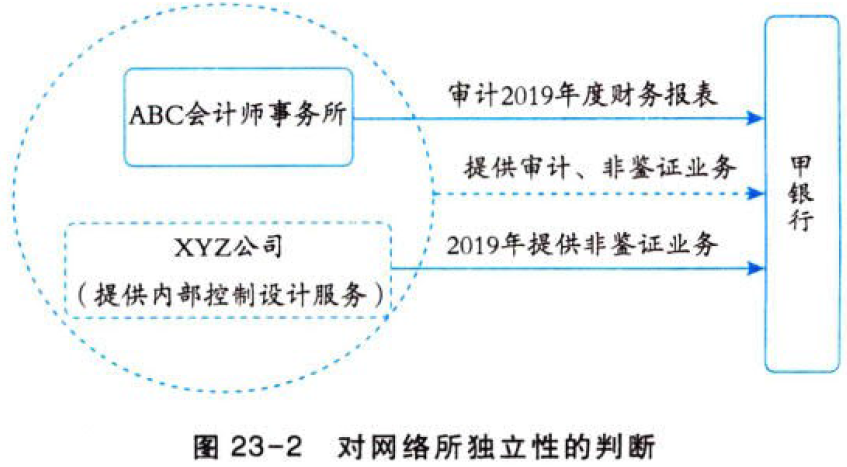 审计2019年度财务报表
ABC会计师事务所
提供审计、非鉴证业务
甲银行
XYZ公司
2019年提供非鉴证业务
(提供内部控制设计服务)
图 23-2 对网络所独立性的判断